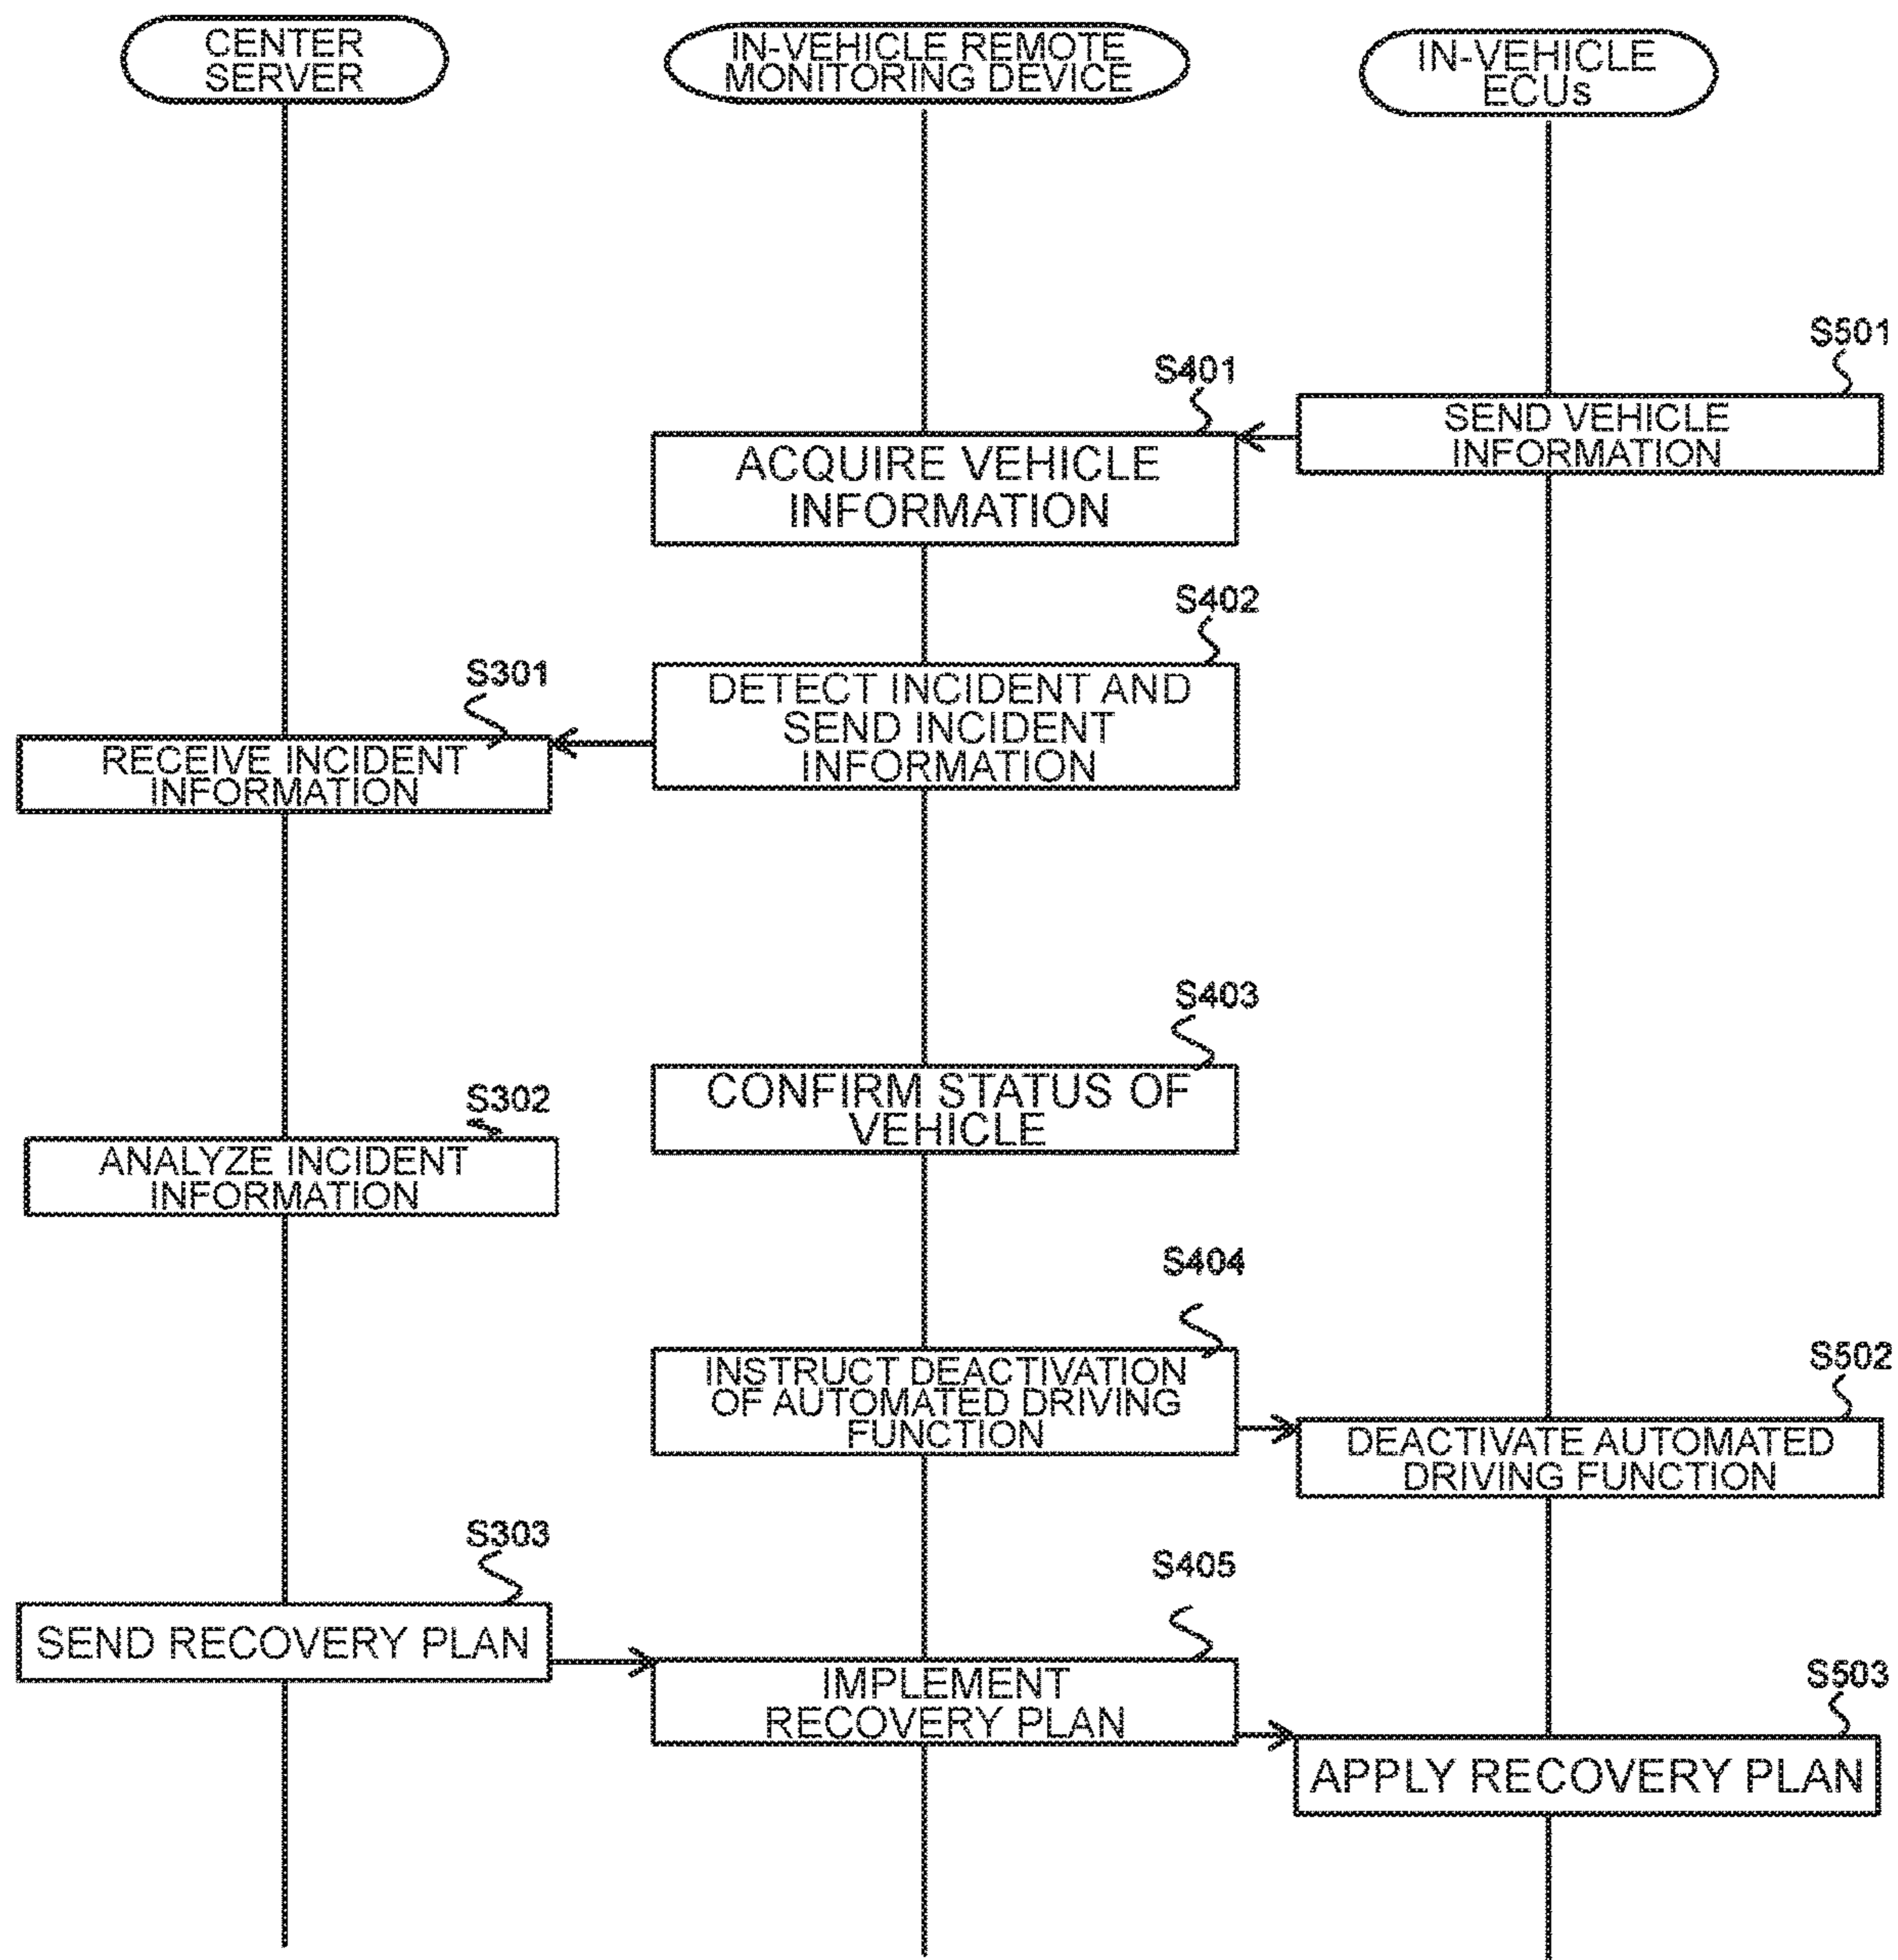 CENTER
SERVER
IN-VEHICLE REMOTE
MONITORING DEVICE
IN-VEHICLE
ECUs
S501
SEND VEHICLE
INFORMATION
S401
ACQUIRE VEHICLE
INFORMATION
S402
DETECT INCIDENT AND
SEND INCIDENT
INFORMATION
S301
RECEIVE INCIDENT
INFORMATION
S403
CONFIRM STATUS OF
VEHICLE
S302
ANALYZE INCIDENT
INFORMATION
S404
INSTRUCT DEACTIVATION
OF AUTOMATED DRIVING
FUNCTION
S502
DEACTIVATE AUTOMATED
DRIVING FUNCTION
S303
SEND RECOVERY PLAN
S405
IMPLEMENT
RECOVERY PLAN
S503
APPLY RECOVERY PLAN